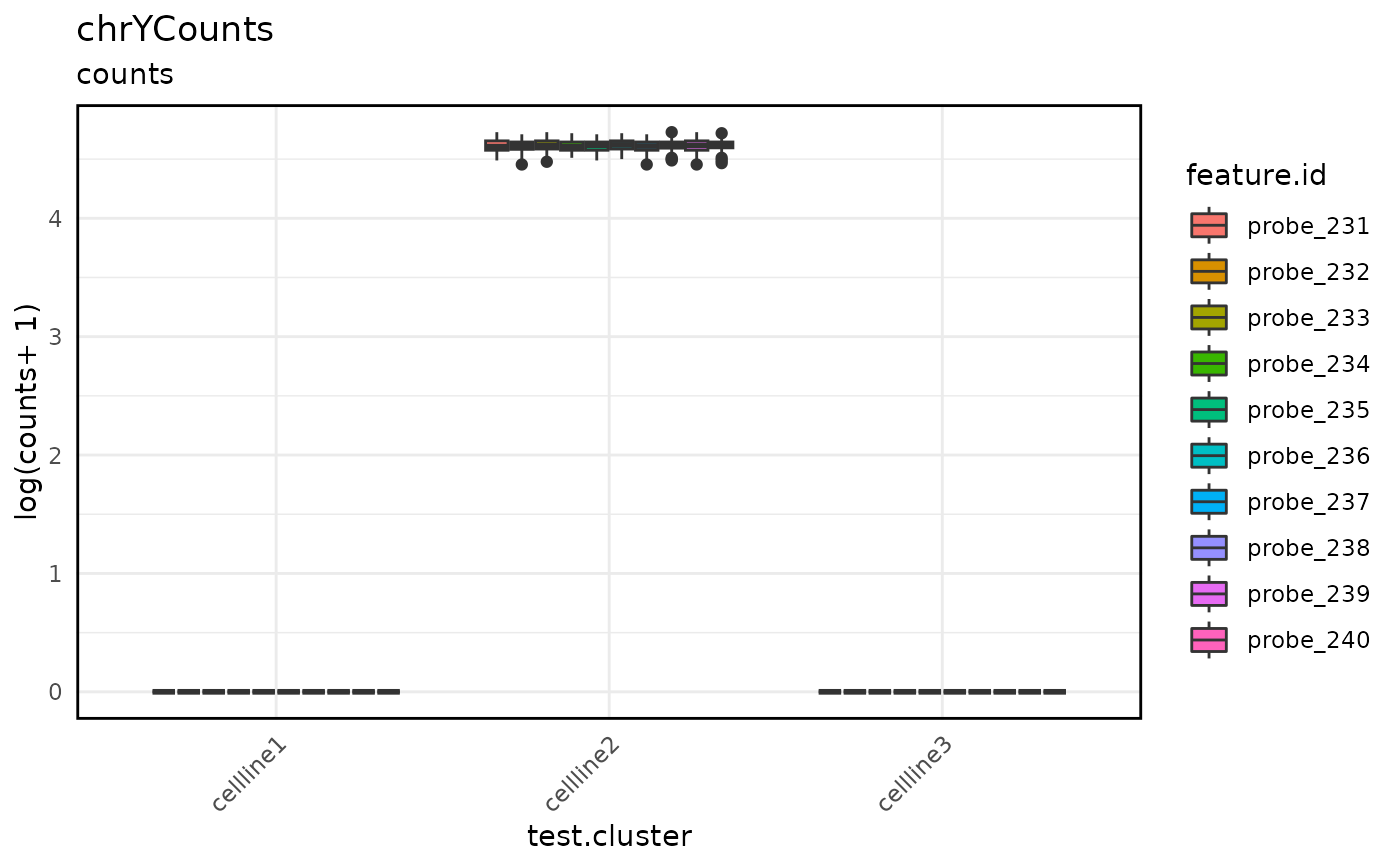 chrYCounts
counts
log(counts+ 1)
4
3
2
1
0
cellline1
cellline2
cellline3
test.cluster
feature.id
probe_231
probe_232
probe_233
probe_234
probe_235
probe_236
probe_237
probe_238
probe_239
probe_240